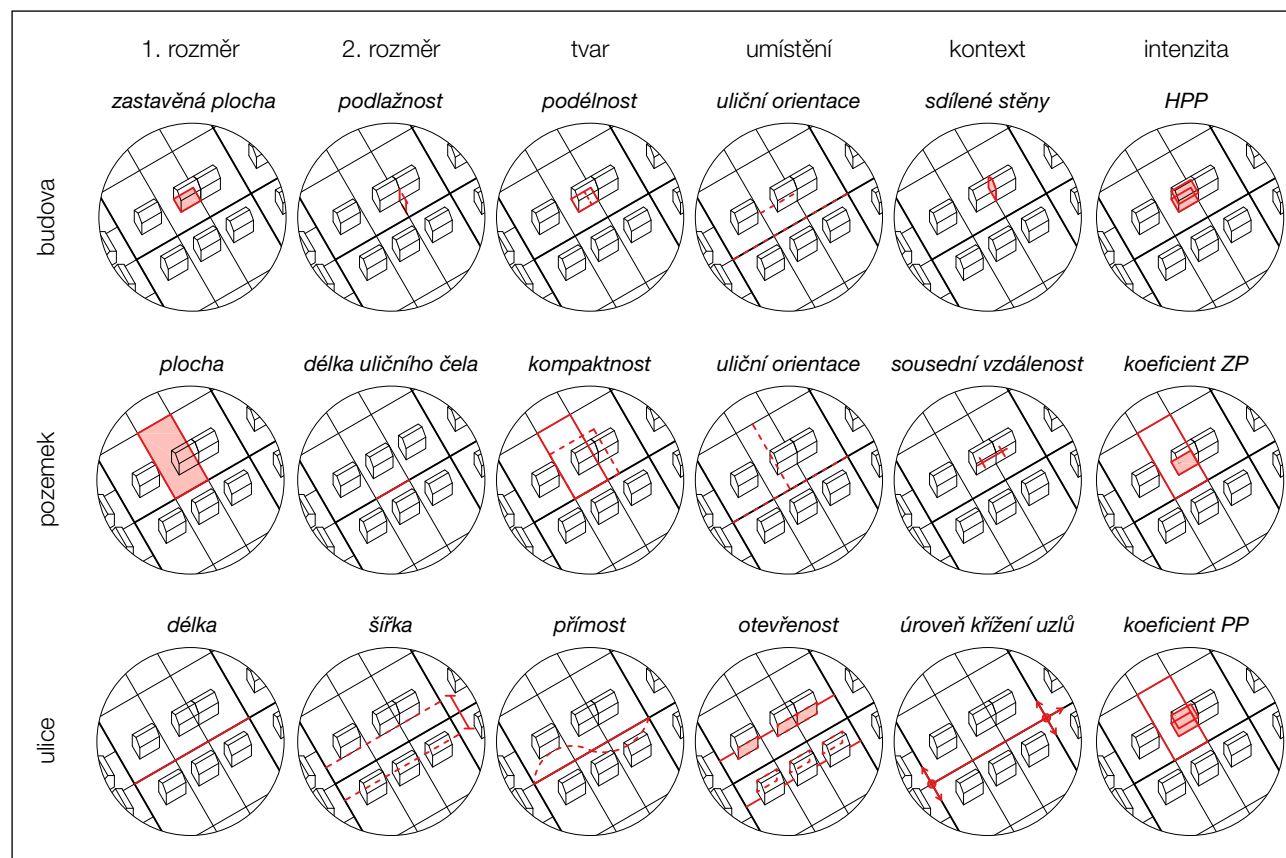 1. rozměr
2. rozměr
tvar
umístění
kontext
intenzita
budova
zastavěná plocha
podlažnost
podélnost
uliční orientace
sdílené stěny
HPP
pozemek
plocha
délka uličního čela
kompaktnost
uliční orientace
sousední vzdálenost
koeficient ZP
ulice
délka
šířka
přímost
otevřenost
úroveň křížení uzlů
koeficient PP